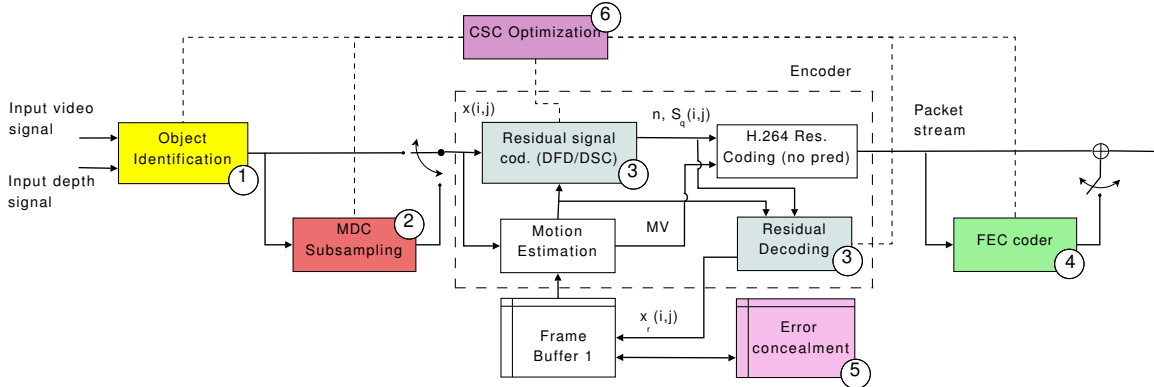 6
CSC Optimization
Encoder
Input video
signal
x(i,j)
n, S_q(i,j)
Packet
stream
Object
Identification
1
Residual signal
cod. (DFD/DSC)
3
H.264 Res.
Coding (no pred)
Input depth
signal
2
MDC
Subsampling
Motion
Estimation
MV
Residual
Decoding
3
FEC coder
4
x_r(i,j)
Frame
Buffer 1
Error
concealment
5